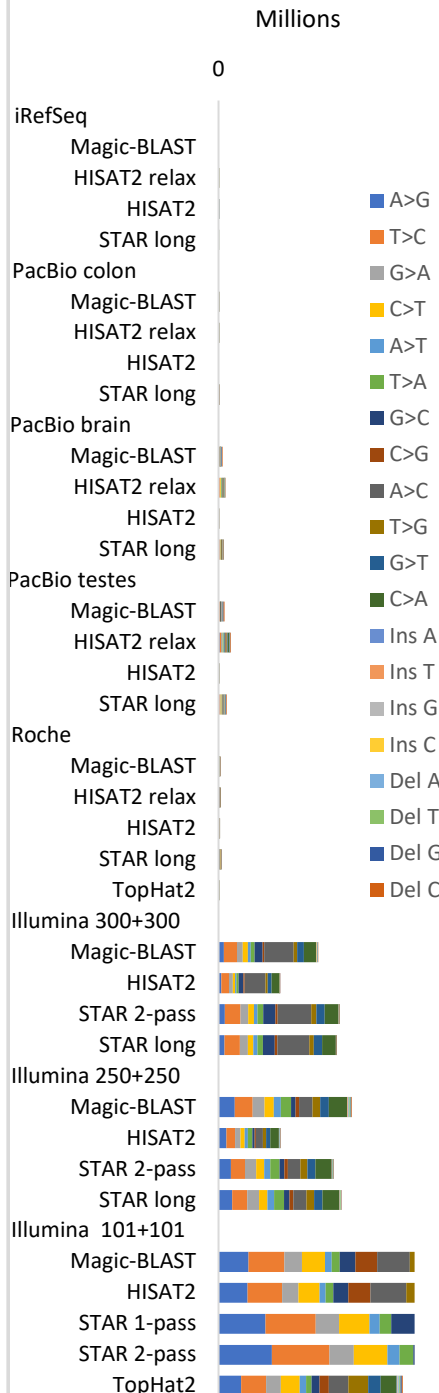 Millions
0
iRefSeq
Magic-BLAST
HISAT2 relax
HISAT2
STAR long
PacBio colon
Magic-BLAST
HISAT2 relax
HISAT2
STAR long
PacBio brain
Magic-BLAST
HISAT2 relax
HISAT2
STAR long
PacBio testes
Magic-BLAST
HISAT2 relax
HISAT2
STAR long
Roche
Magic-BLAST
HISAT2 relax
HISAT2
STAR long
TopHat2
Illumina 300+300
Magic-BLAST
HISAT2
STAR 2-pass
STAR long
Illumina 250+250
Magic-BLAST
HISAT2
STAR 2-pass
STAR long
Illumina 101+101
Magic-BLAST
HISAT2
STAR 1-pass
STAR 2-pass
TopHat2
A>G
T>C
G>A
C>T
A>T
T>A
G>C
C>G
A>C
T>G
G>T
C>A
Ins A
Ins T
Ins G
Ins C
Del A
Del T
Del G
Del C